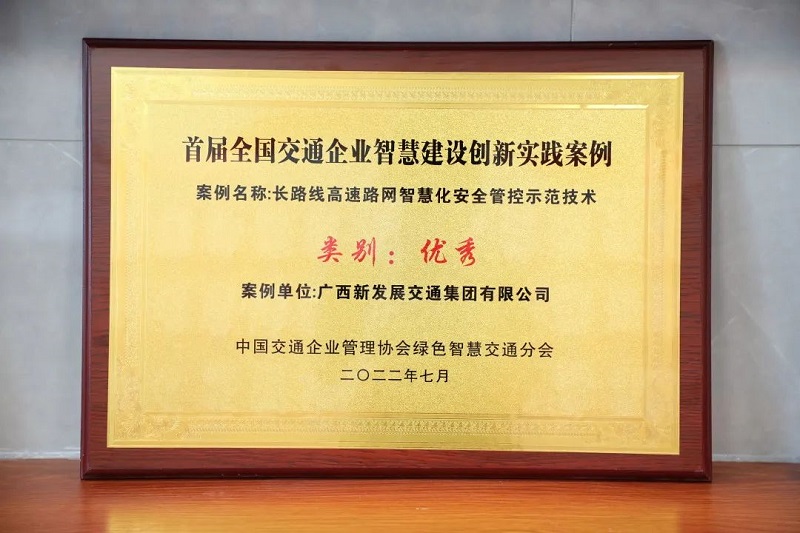 首届全国交通企业智慧建设创新实践案例
案例名称:长路线高速路网智慧化安全管控示范技术
类别：优秀
案例单位:广西新发展交通集团有限公司
中国交通企业管理协会绿色智慧交通分会
二〇二二年七月